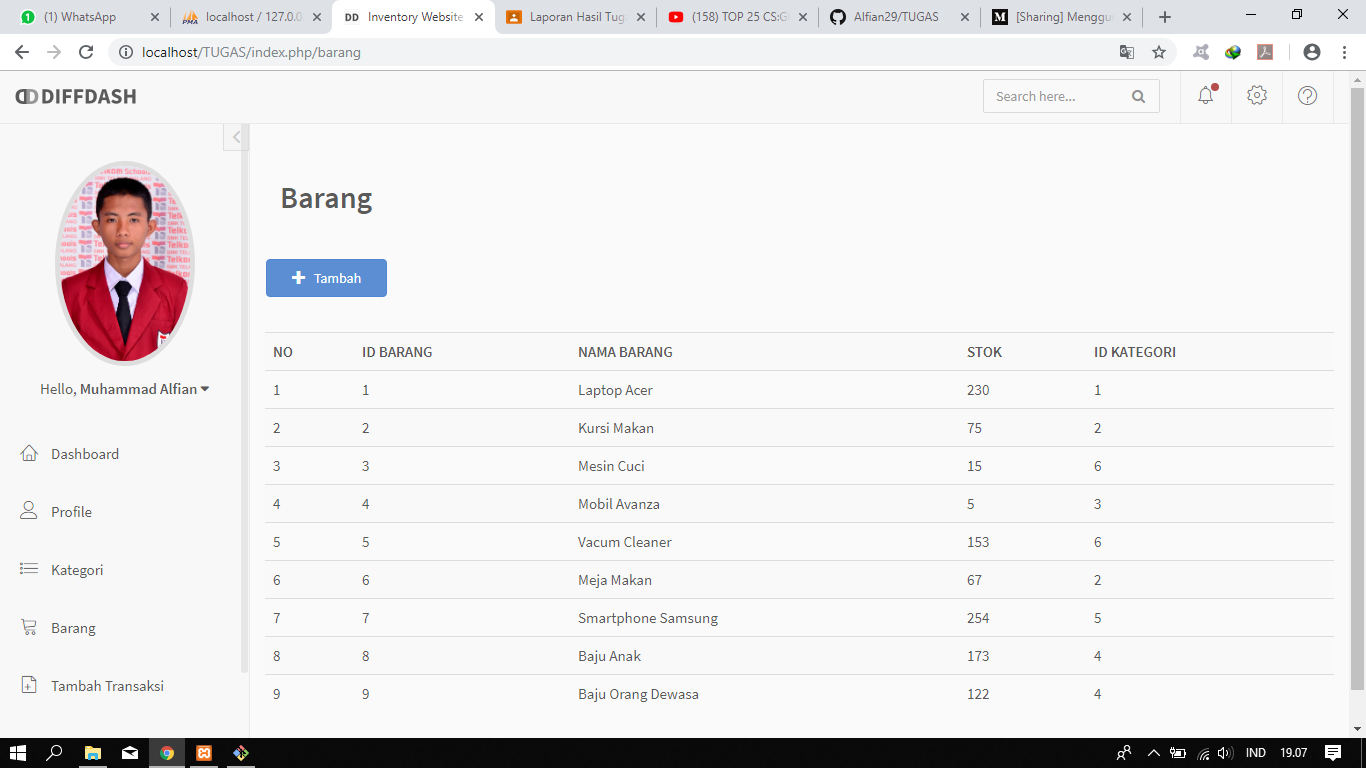 (1) WhatsApp
localhost / 127.0.0
Inventory Website
Laporan Hasil Tug
(158) TOP 25 CS:G
Alfian29/TUGAS
[Sharing] Menggu
localhost/TUGAS/index.php/barang
DIFFDASH
Search here...
Barang
Tambah
Hello, Muhammad Alfian
Dashboard
Profile
Kategori
Barang
Tambah Transaksi
NO ID BARANG NAMA BARANG STOK ID KATEGORI
1 1 Laptop Acer 230 1
2 2 Kursi Makan 75 2
3 3 Mesin Cuci 15 6
4 4 Mobil Avanza 5 3
5 5 Vacum Cleaner 153 6
6 6 Meja Makan 67 2
7 7 Smartphone Samsung 254 5
8 8 Baju Anak 173 4
9 9 Baju Orang Dewasa 122 4
IND 19.07